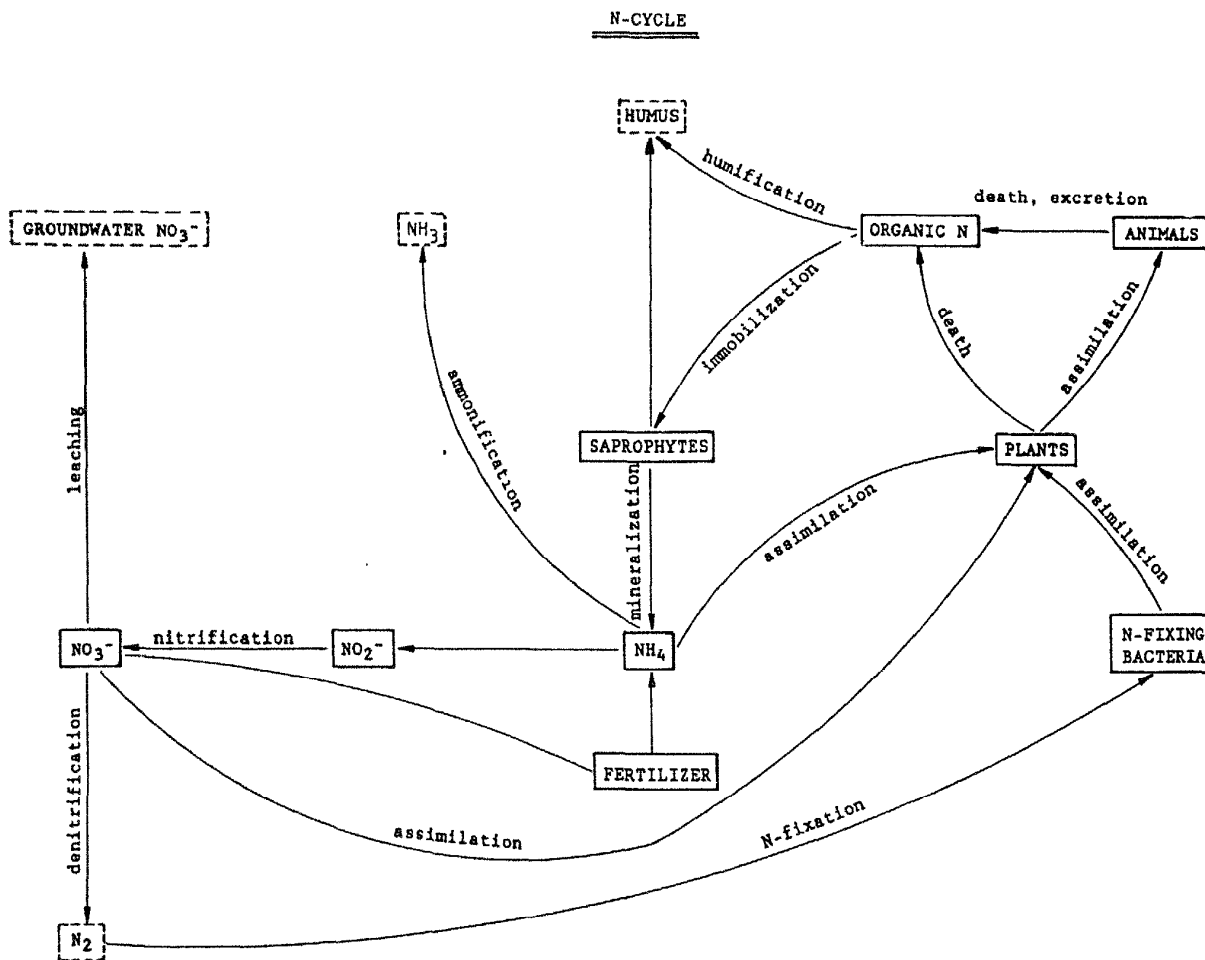 N-CYCLE
HUMUS
humification
death, excretion
GROUNDWATER NO₃⁻
NH₃
ORGANIC N
ANIMALS
immobilization
death
assimilation
ammonification
leaching
SAPROPHYTES
PLANTS
mineralization
assimilation
assimilation
nitrification
NO₃⁻
NO₂⁻
NH₄
N-FIXING
BACTERIA
FERTILIZER
denitrification
assimilation
N-fixation
N₂